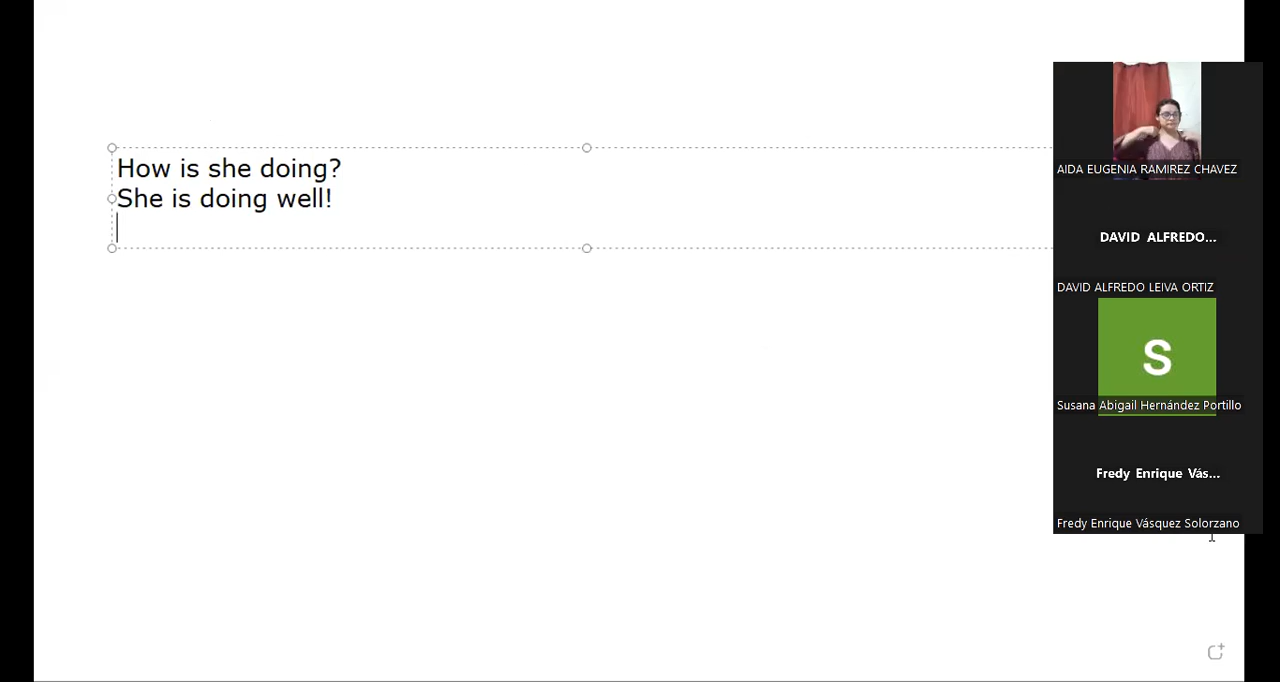 How is she doing?
She is doing well!
AIDA EUGENIA RAMIREZ CHAVEZ
DAVID ALFREDO...
DAVID ALFREDO LEIVA ORTIZ
S
Susana Abigail Hernández Portillo
Fredy Enrique Vás...
Fredy Enrique Vásquez Solorzano